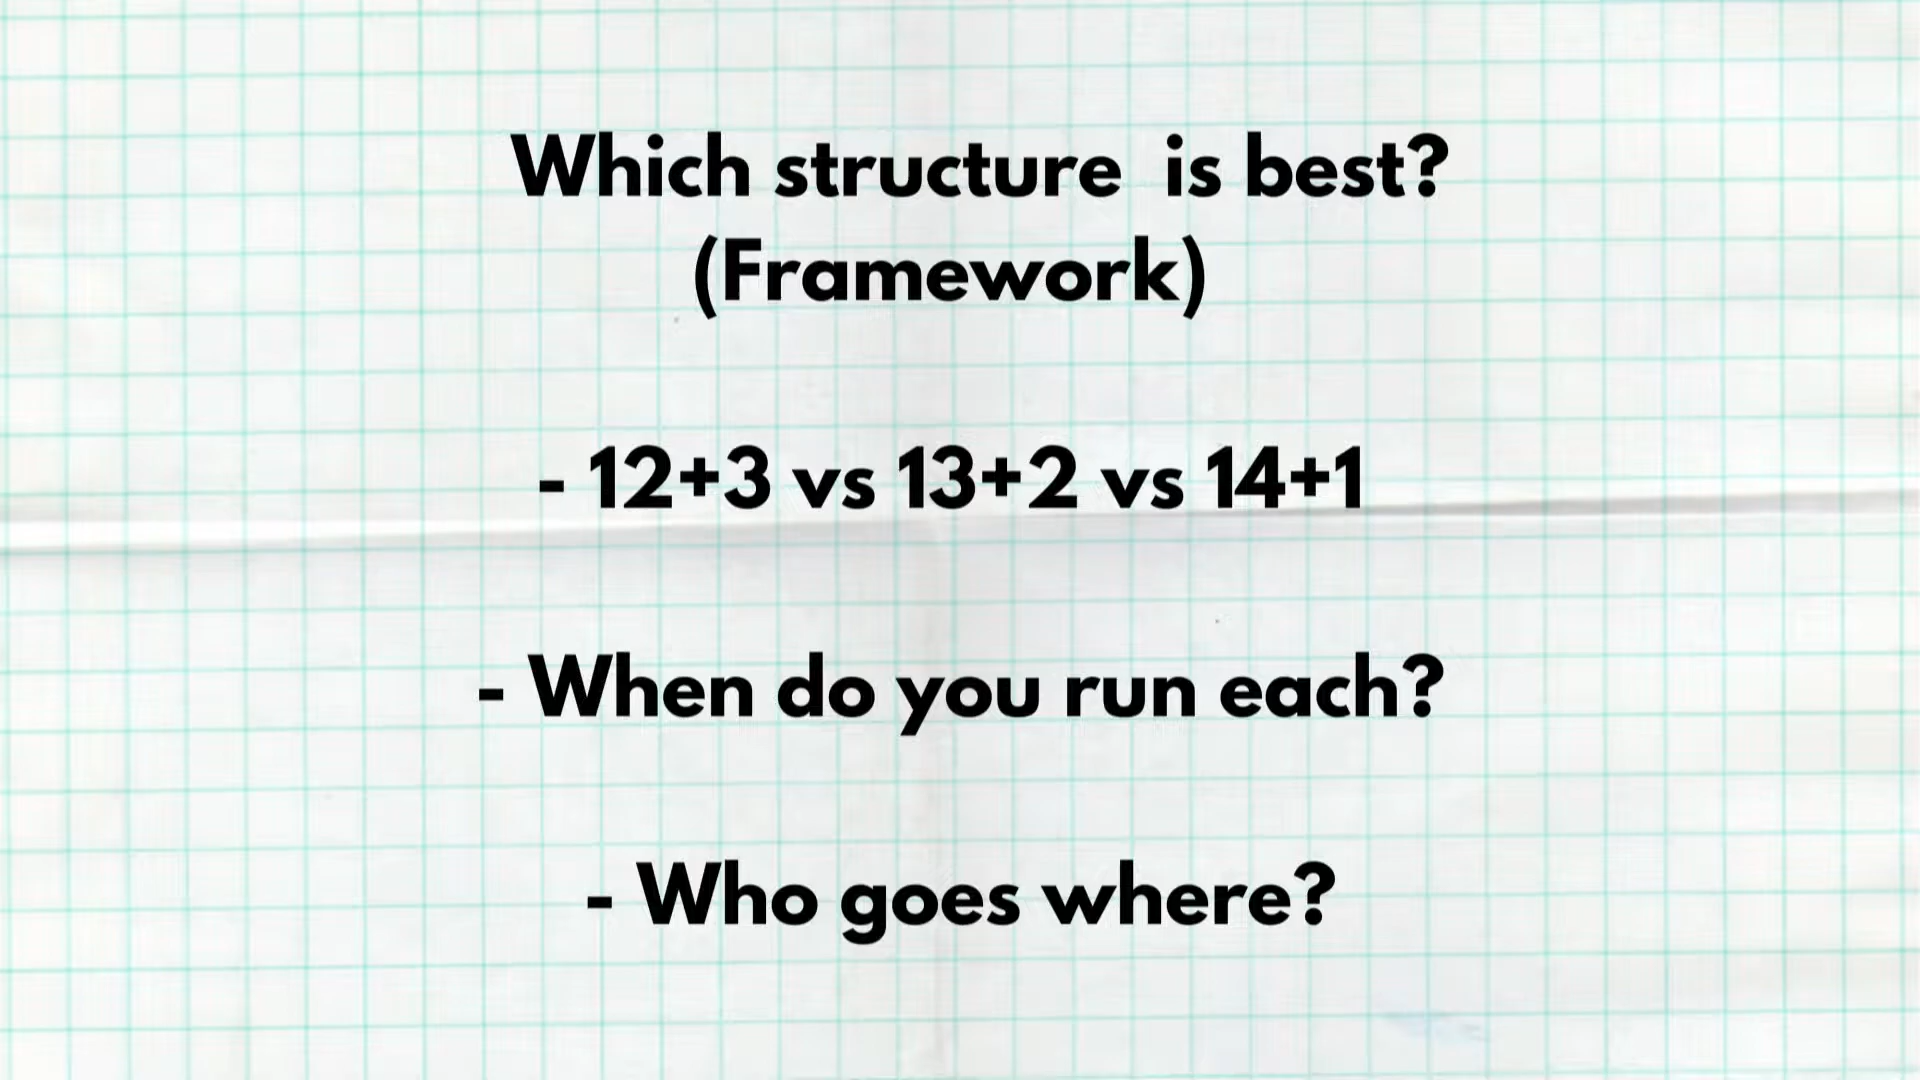 Which structure is best?
(Framework)
- 12+3 vs 13+2 vs 14+1
- When do you run each?
- Who goes where?